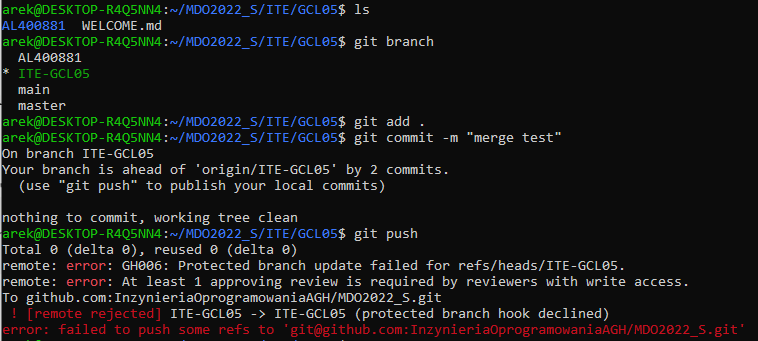 arek@DESKTOP-R4Q5NN4:~/MDO2022_S/ITE/GCL05$ ls
AL400881  WELCOME.md
arek@DESKTOP-R4Q5NN4:~/MDO2022_S/ITE/GCL05$ git branch
  AL400881
* ITE-GCL05
  main
  master
arek@DESKTOP-R4Q5NN4:~/MDO2022_S/ITE/GCL05$ git add .
arek@DESKTOP-R4Q5NN4:~/MDO2022_S/ITE/GCL05$ git commit -m "merge test"
On branch ITE-GCL05
Your branch is ahead of 'origin/ITE-GCL05' by 2 commits.
  (use "git push" to publish your local commits)

nothing to commit, working tree clean
arek@DESKTOP-R4Q5NN4:~/MDO2022_S/ITE/GCL05$ git push
Total 0 (delta 0), reused 0 (delta 0)
remote: error: GH006: Protected branch update failed for refs/heads/ITE-GCL05.
remote: error: At least 1 approving review is required by reviewers with write access.
To github.com:InzynieriaOprogramowaniaAGH/MDO2022_S.git
 ! [remote rejected] ITE-GCL05 -> ITE-GCL05 (protected branch hook declined)
error: failed to push some refs to 'git@github.com:InzynieriaOprogramowaniaAGH/MDO2022_S.git'